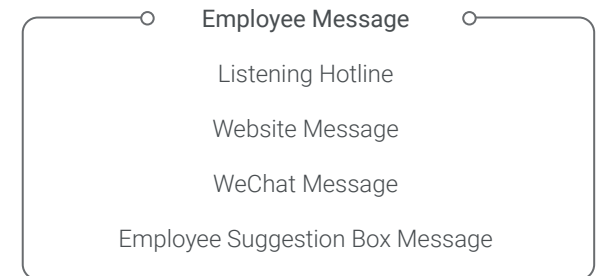 Employee Message
Listening Hotline
Website Message
WeChat Message
Employee Suggestion Box Message